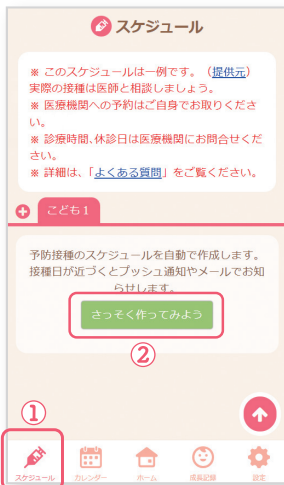 スケジュール
※ このスケジュールは一例です。（提供元）
実際の接種は医師と相談しましょう。
※ 医療機関への予約はご自身でお取りくださ
い。
※ 診療時間、休診日は医療機関にお問合せくだ
さい。
※ 詳細は、「よくある質問」をご覧ください。
こども1
予防接種のスケジュールを自動で作成します。
接種日が近づくとプッシュ通知やメールでお知
らせします。
さっそく作ってみよう
②
①
スケジュール カレンダー ホーム 成長記録 設定